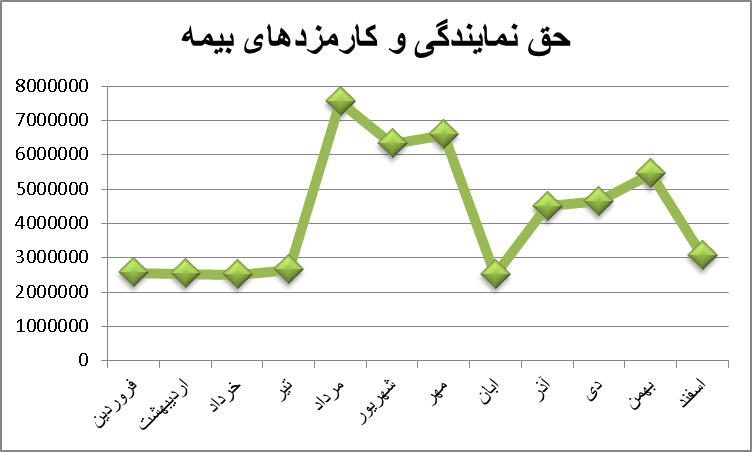 حق نمایندگی و کارمزدهای بیمه
8000000
7000000
6000000
5000000
4000000
3000000
2000000
1000000
0
فروردین
اردیبهشت
خرداد
تیر
مرداد
شهریور
مهر
ابان
آذر
دی
بهمن
اسفند